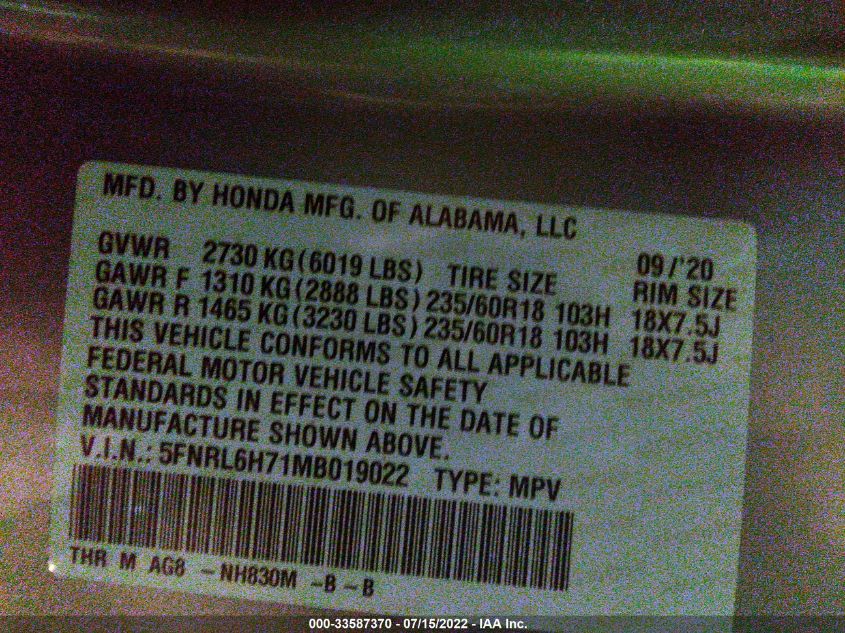 MFD. BY HONDA MFG. OF ALABAMA, LLC
09/'20
GVWR 2730 KG (6019 LBS) TIRE SIZE RIM SIZE
GAWR F 1310 KG (2888 LBS) 235/60R18 103H 18X7.5J
GAWR R 1465 KG (3230 LBS) 235/60R18 103H 18X7.5J
THIS VEHICLE CONFORMS TO ALL APPLICABLE
FEDERAL MOTOR VEHICLE SAFETY
STANDARDS IN EFFECT ON THE DATE OF
MANUFACTURE SHOWN ABOVE.
V.I.N.: 5FNRL6H71MB019022 TYPE: MPV
THR M AG8 -NH830M -B-B
000-33587370 - 07/15/2022 - IAA Inc.